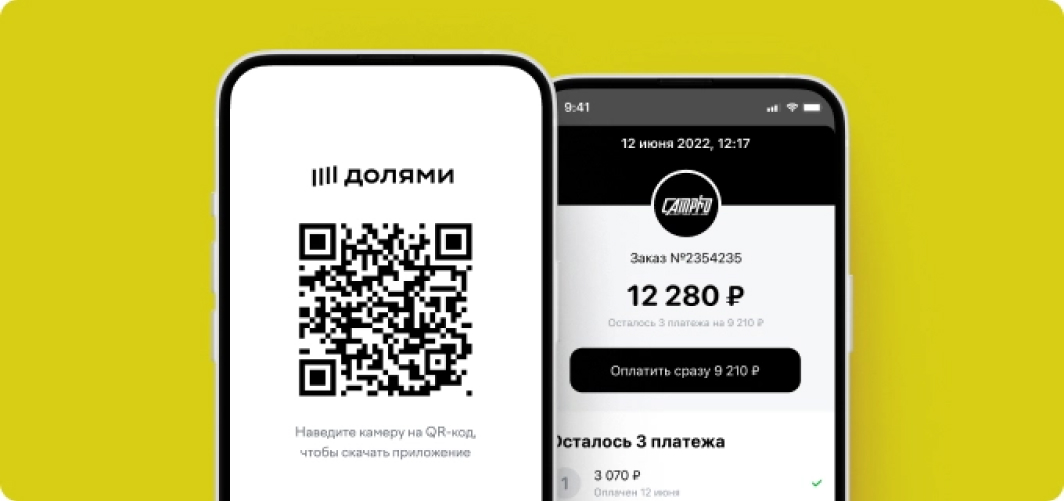 долями
Наведите камеру на QR-код,
чтобы скачать приложение
9:41
12 июня 2022, 12:17
CAMPIO
Заказ №2354235
12 280 ₽
Осталось 3 платежа на 9 210 ₽
Оплатить сразу 9 210 ₽
Осталось 3 платежа
1
3 070 ₽
Оплачен 12 июня